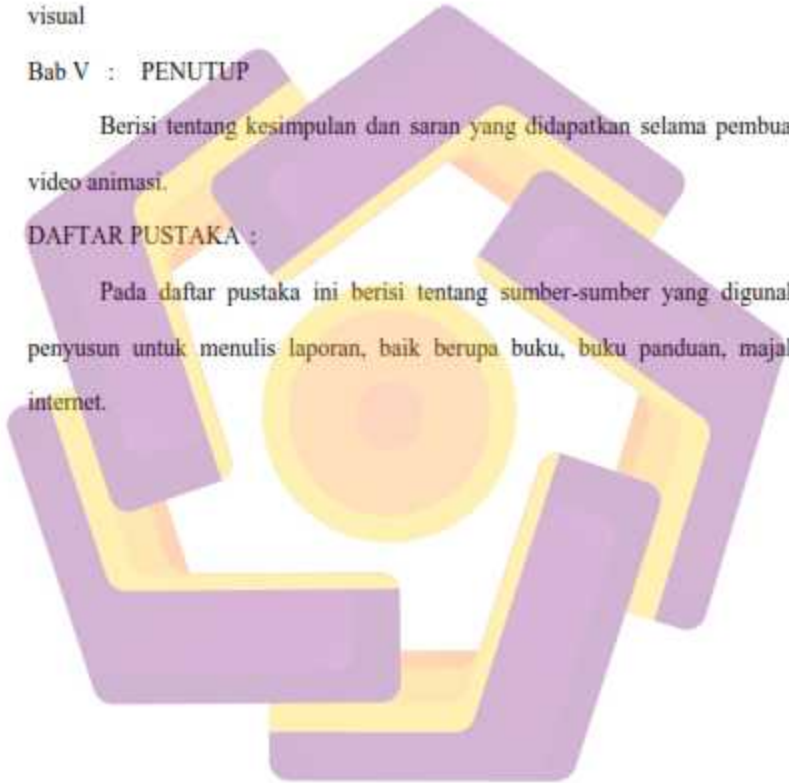 visual
Bab V : PENUTUP
Berisi tentang kesimpulan dan saran yang didapatkan selama pembua
video animasi.
DAFTAR PUSTAKA :
Pada daftar pustaka ini berisi tentang sumber-sumber yang digunal
penyusun untuk menulis laporan, baik berupa buku, buku panduan, majal
internet.